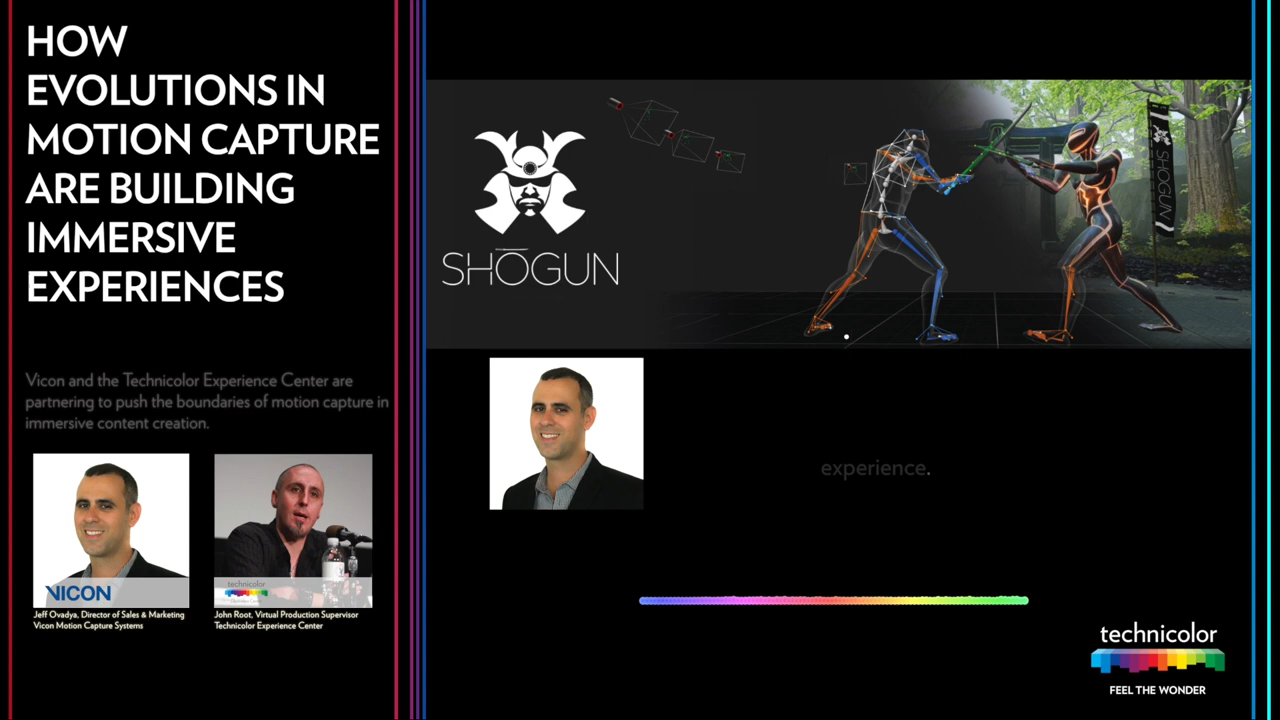 HOW
EVOLUTIONS IN
MOTION CAPTURE
ARE BUILDING
IMMERSIVE
EXPERIENCES
Vicon and the Technicolor Experience Center are
partnering to push the boundaries of motion capture in
immersive content creation.
VICON
Jeff Ovadya, Director of Sales & Marketing
Vicon Motion Capture Systems
technicolor
John Root, Virtual Production Supervisor
Technicolor Experience Center
SHŌGUN
SHOGUN
experience.
technicolor
FEEL THE WONDER